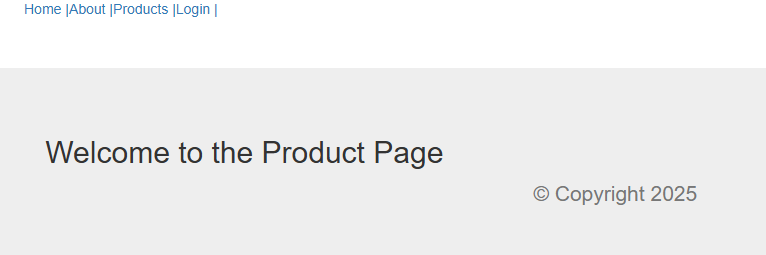 Home |About |Products |Login |
Welcome to the Product Page
© Copyright 2025